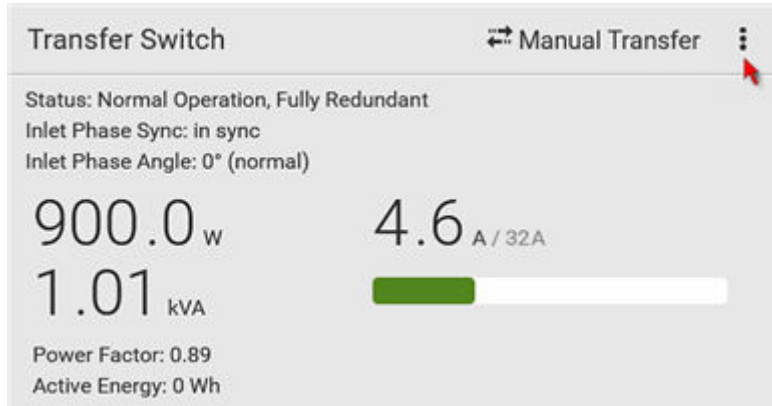 Transfer Switch
Manual Transfer
Status: Normal Operation, Fully Redundant
Inlet Phase Sync: in sync
Inlet Phase Angle: 0° (normal)
900.0 W
4.6 A / 32A
1.01 kVA
Power Factor: 0.89
Active Energy: 0 Wh